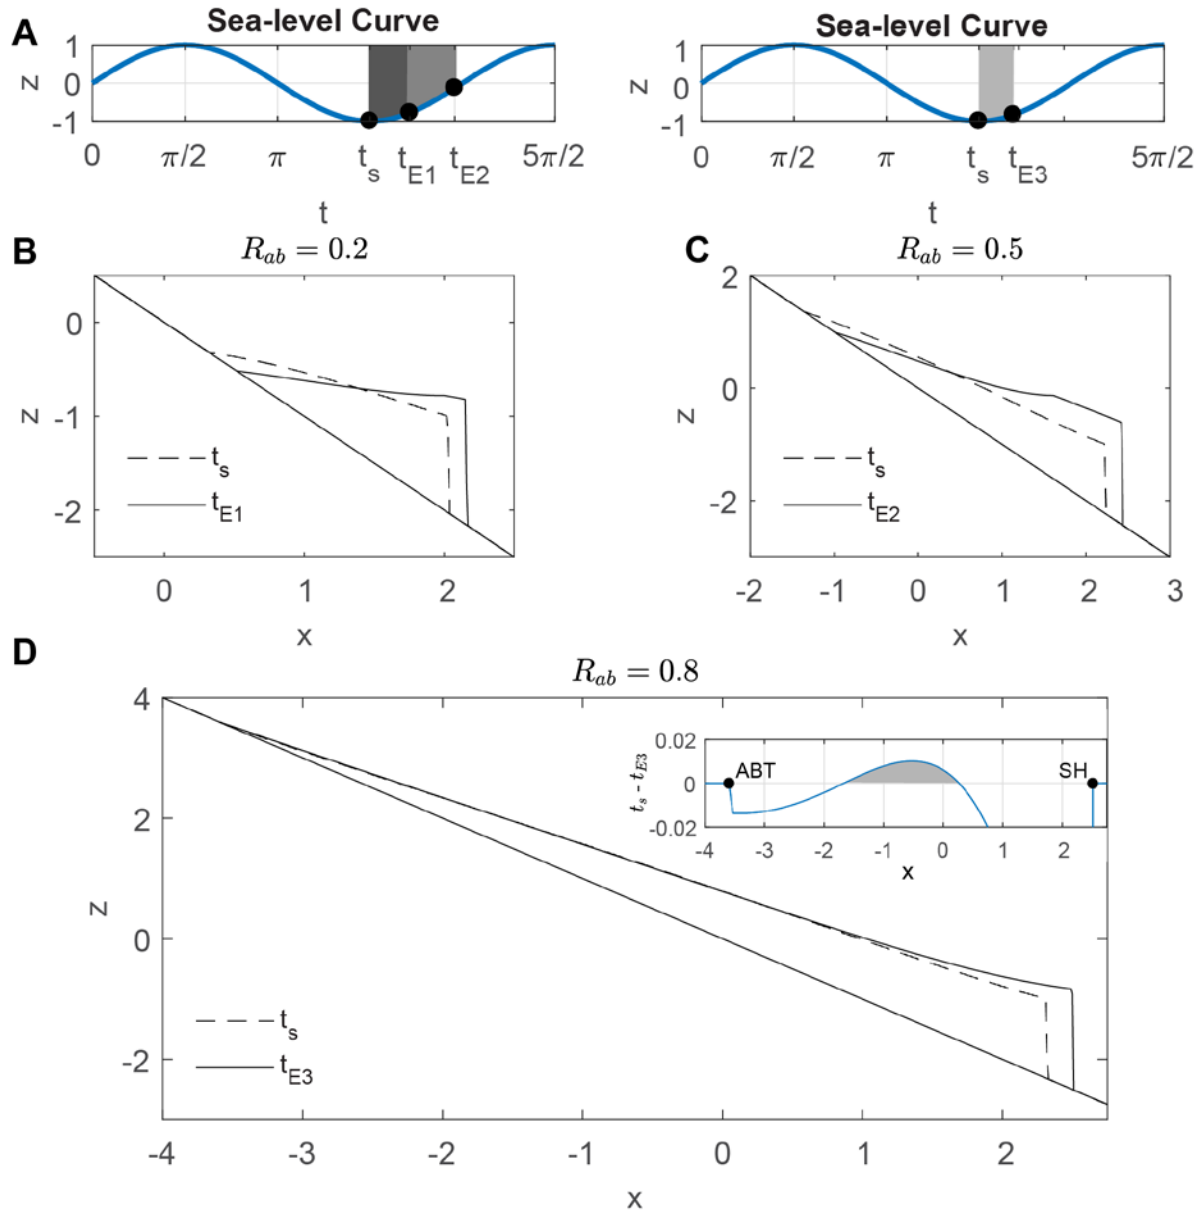 A
Sea-level Curve
1
0
-1
z
0 π/2 π t_s t_E1 t_E2 5π/2
t
Sea-level Curve
1
0
-1
z
0 π/2 π t_s t_E3 5π/2
t
B
R_ab = 0.2
0
-1
-2
z
t_s
t_E1
0 1 2
x
C
R_ab = 0.5
2
0
-2
z
t_s
t_E2
-2 -1 0 1 2 3
x
D
R_ab = 0.8
4
2
0
-2
z
0.02
0
-0.02
t_s - t_E3
ABT
SH
-4 -3 -2 -1 0 1 2
x
t_s
t_E3
-4 -3 -2 -1 0 1 2
x